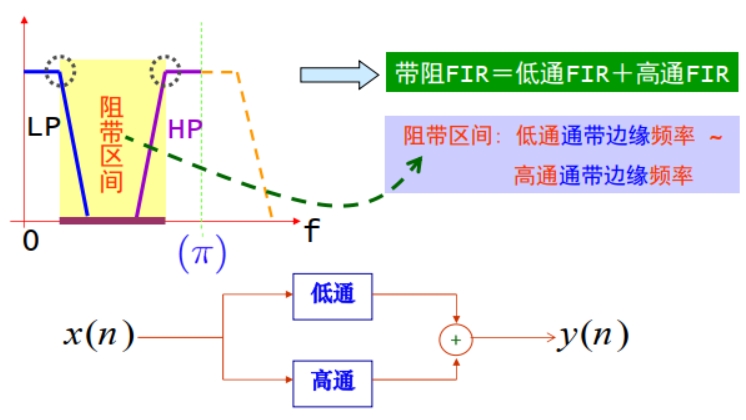 带阻FIR＝低通FIR＋高通FIR
LP
阻带区间
HP
阻带区间：低通通带边缘频率 ~
高通通带边缘频率
0
f
(π)
低通
x(n)
+
y(n)
高通